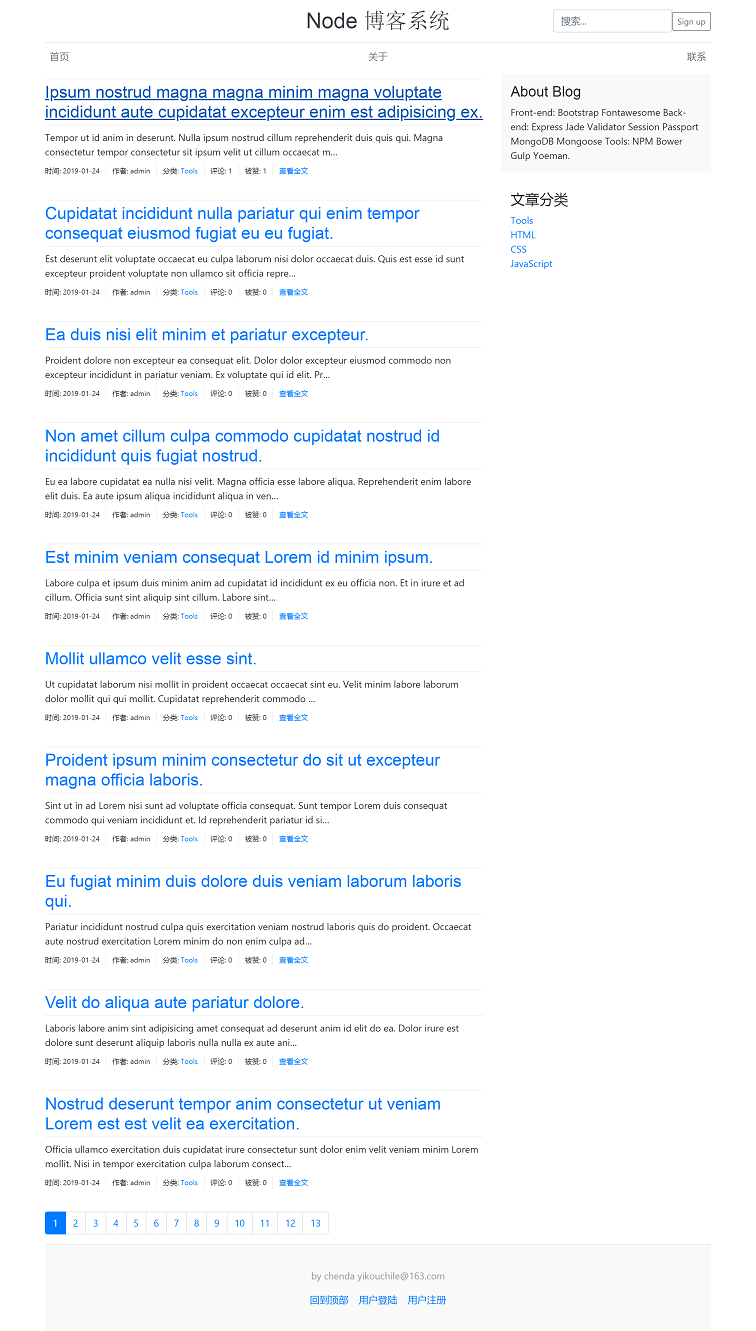 Node 博客系统
搜索...
Sign up
首页 关于 联系
Ipsum nostrud magna magna minim magna voluptate
incididunt aute cupidatat excepteur enim est adipisicing ex.
Tempor ut id anim in deserunt. Nulla ipsum nostrud cillum reprehenderit duis quis qui. Magna
consectetur tempor consectetur sit ipsum velit ut cillum occaecat m...
时间: 2019-01-24 作者: admin 分类: Tools 评论: 1 被赞: 1 查看全文
Cupidatat incididunt nulla pariatur qui enim tempor
consequat eiusmod fugiat eu eu fugiat.
Est deserunt elit voluptate occaecat eu culpa laborum nisi dolor occaecat duis. Quis est esse id sunt
excepteur proident voluptate non ullamco sit officia repre...
时间: 2019-01-24 作者: admin 分类: Tools 评论: 0 被赞: 0 查看全文
Ea duis nisi elit minim et pariatur excepteur.
Proident dolore non excepteur ea consequat elit. Dolor dolor excepteur eiusmod commodo non
excepteur incididunt in pariatur veniam. Ex voluptate qui id elit. Pr...
时间: 2019-01-24 作者: admin 分类: Tools 评论: 0 被赞: 0 查看全文
Non amet cillum culpa commodo cupidatat nostrud id
incididunt quis fugiat nostrud.
Eu ea labore cupidatat ea nulla nisi velit. Magna officia esse labore aliqua. Reprehenderit enim labore
elit duis. Ea aute ipsum aliqua incididunt aliqua in ven...
时间: 2019-01-24 作者: admin 分类: Tools 评论: 0 被赞: 0 查看全文
Est minim veniam consequat Lorem id minim ipsum.
Labore culpa et ipsum duis minim anim ad cupidatat id incididunt ex eu officia non. Et in irure et ad
cillum. Officia sunt sint aliquip sint cillum. Labore sint...
时间: 2019-01-24 作者: admin 分类: Tools 评论: 0 被赞: 0 查看全文
Mollit ullamco velit esse sint.
Ut cupidatat laborum nisi mollit in proident occaecat occaecat sint eu. Velit minim labore laborum
dolor mollit qui qui mollit. Cupidatat reprehenderit commodo ...
时间: 2019-01-24 作者: admin 分类: Tools 评论: 0 被赞: 0 查看全文
Proident ipsum minim consectetur do sit ut excepteur
magna officia laboris.
Sint ut in ad Lorem nisi sunt ad voluptate officia consequat. Sunt tempor Lorem duis consequat
commodo qui veniam incididunt et. Id reprehenderit pariatur id si...
时间: 2019-01-24 作者: admin 分类: Tools 评论: 0 被赞: 0 查看全文
Eu fugiat minim duis dolore duis veniam laborum laboris
qui.
Pariatur incididunt nostrud culpa quis exercitation veniam nostrud laboris quis do proident. Occaecat
aute nostrud exercitation Lorem minim do non enim culpa ad...
时间: 2019-01-24 作者: admin 分类: Tools 评论: 0 被赞: 0 查看全文
Velit do aliqua aute pariatur dolore.
Laboris labore anim sint adipisicing amet consequat ad deserunt anim id elit do ea. Dolor irure est
dolore sunt deserunt aliquip laboris nulla nulla ex aute ani...
时间: 2019-01-24 作者: admin 分类: Tools 评论: 0 被赞: 0 查看全文
Nostrud deserunt tempor anim consectetur ut veniam
Lorem est est velit ea exercitation.
Officia ullamco exercitation duis cupidatat irure consectetur sunt dolor enim velit veniam minim Lorem
mollit. Nisi in tempor exercitation culpa laborum consect...
时间: 2019-01-24 作者: admin 分类: Tools 评论: 0 被赞: 0 查看全文
1 2 3 4 5 6 7 8 9 10 11 12 13
About Blog
Front-end: Bootstrap Fontawesome Back-
end: Express Jade Validator Session Passport
MongoDB Mongoose Tools: NPM Bower
Gulp Yoeman.
文章分类
Tools
HTML
CSS
JavaScript
by chenda yikouchile@163.com
回到顶部 用户登陆 用户注册